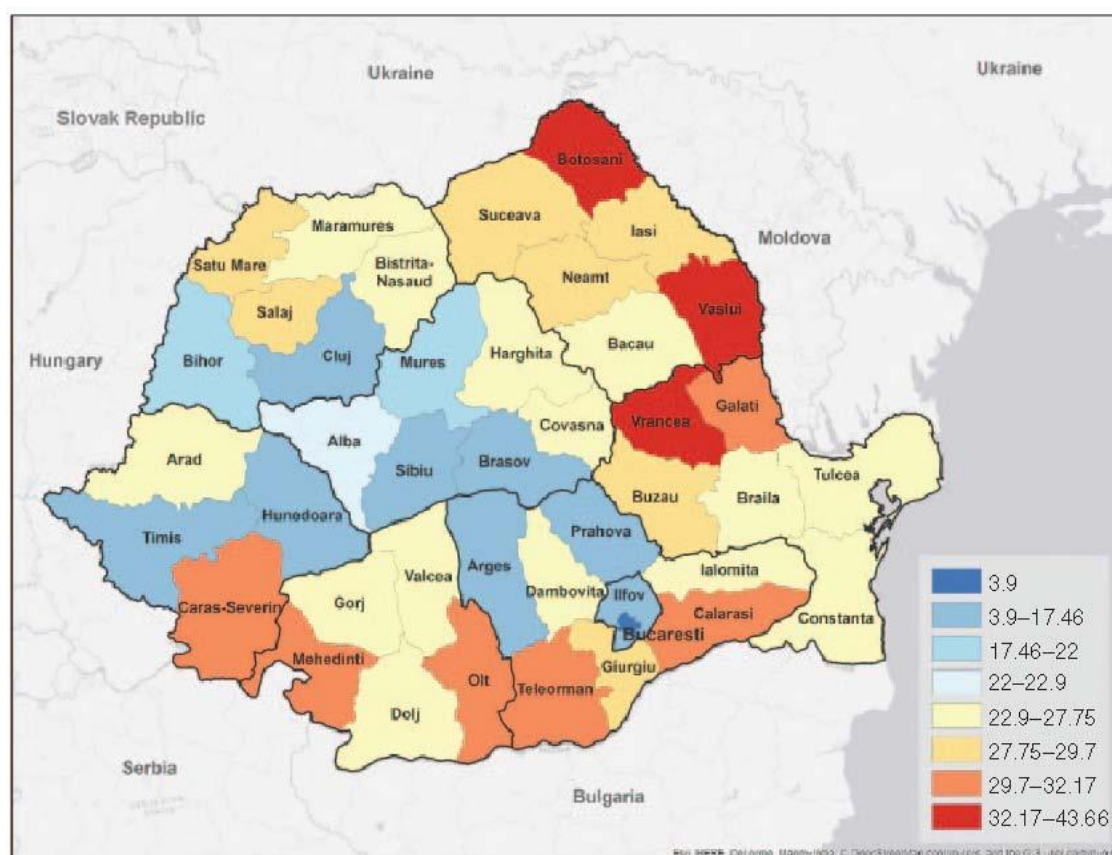 Ukraine
Ukraine
Slovak Republic
Botosani
Suceava
Maramures
Iasi
Moldova
Satu Mare
Bistrita-
Nasaud
Neamt
Salaj
Vaslui
Hungary
Bihor
Cluj
Mures
Harghita
Bacau
Galati
Vrancea
Covasna
Alba
Arad
Sibiu
Brasov
Tulcea
Buzau
Braila
Hunedoara
Timis
Prahova
Arges
Valcea
Ialomita
Dambovita
Ilfov
Gorj
Caras-Severin
Calarasi
Constanta
Bucaresti
Mehedinti
Giurgiu
Olt
Teleorman
Dolj
Serbia
Bulgaria
3.9
3.9–17.46
17.46–22
22–22.9
22.9–27.75
27.75–29.7
29.7–32.17
32.17–43.66